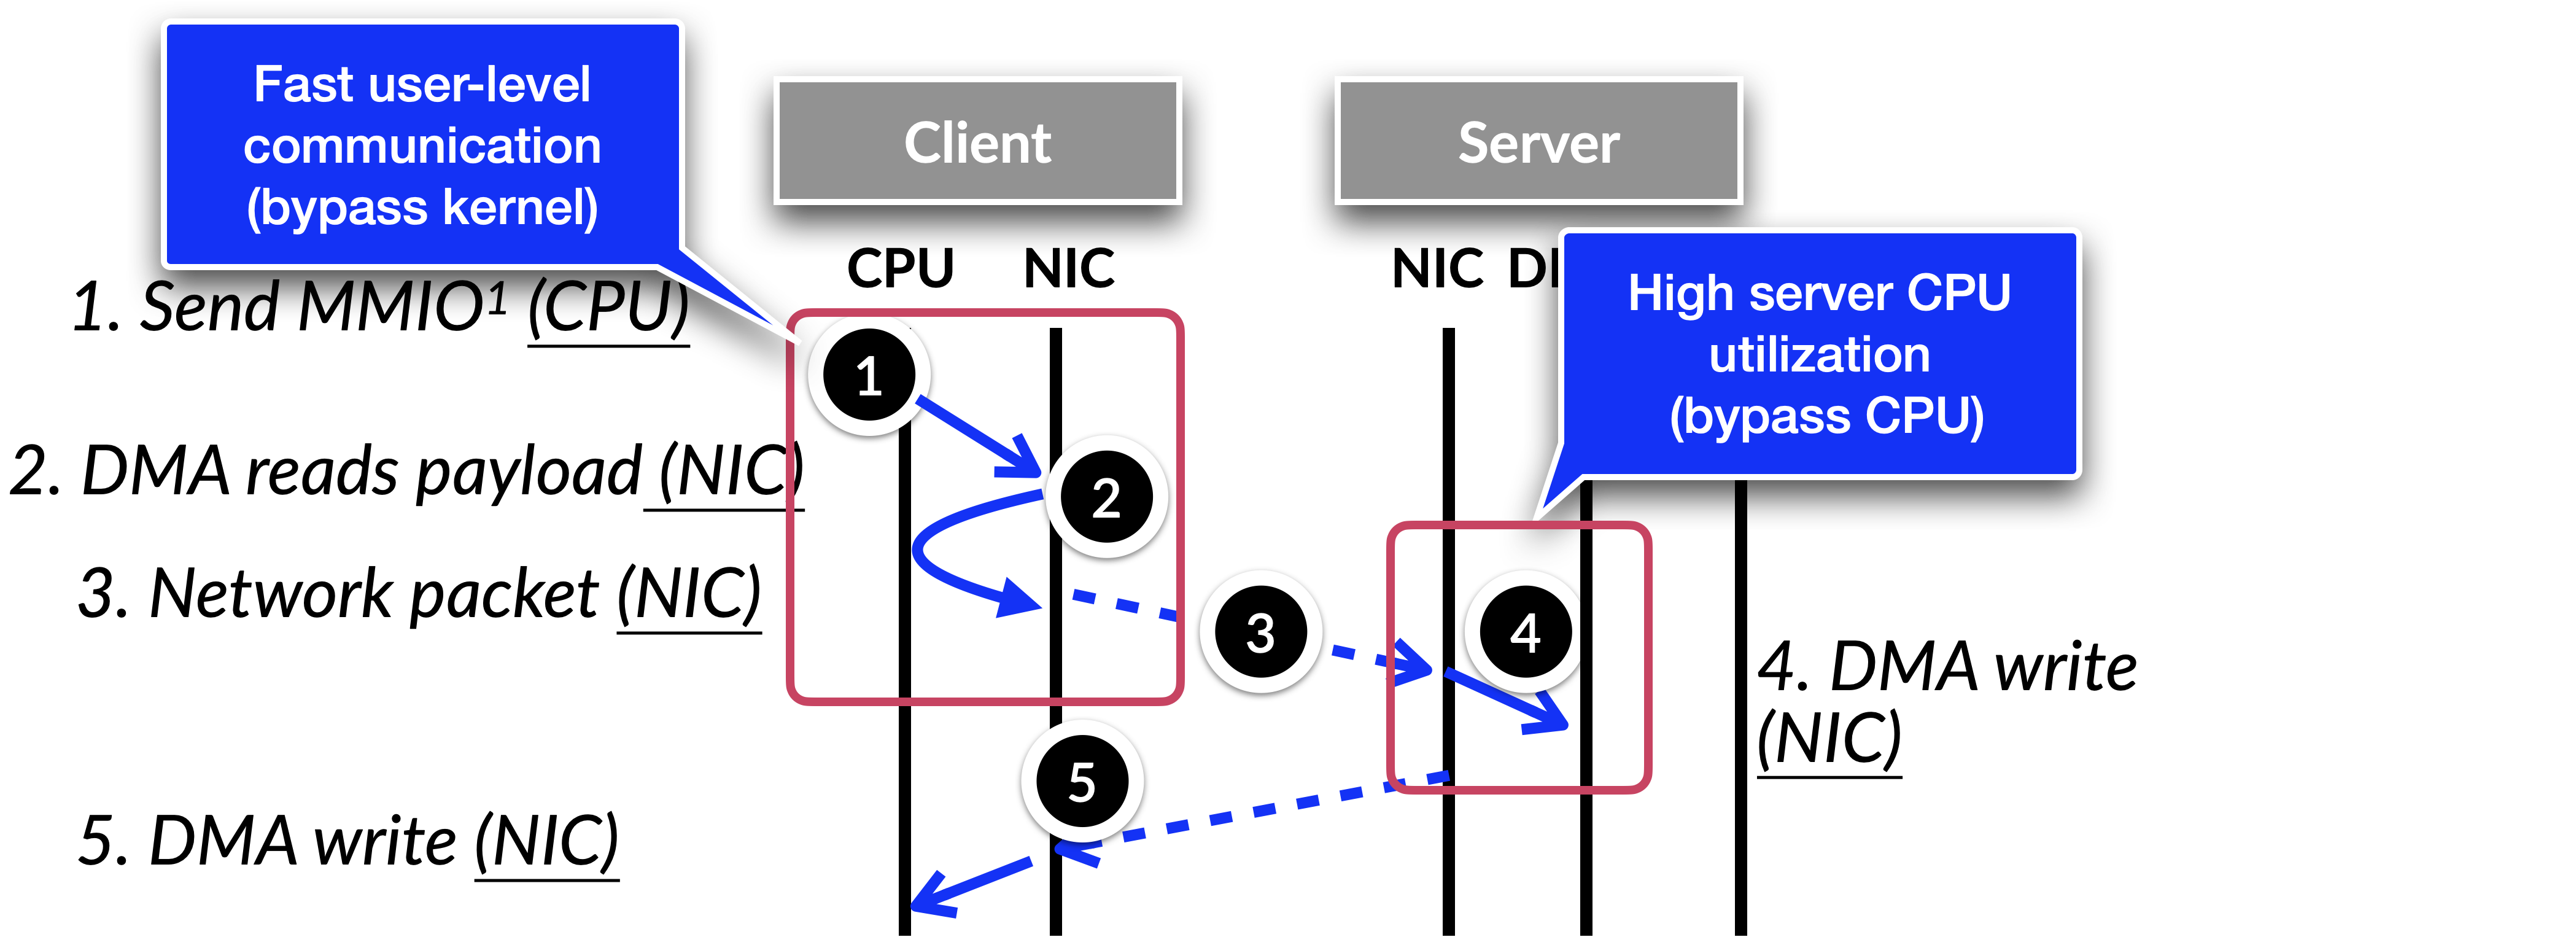 Fast user-level
communication
(bypass kernel)
Client
Server
CPU
NIC
NIC
High server CPU
utilization
(bypass CPU)
1. Send MMIO¹ (CPU)
1
2. DMA reads payload (NIC)
2
3. Network packet (NIC)
3
4
4. DMA write
(NIC)
5
5. DMA write (NIC)